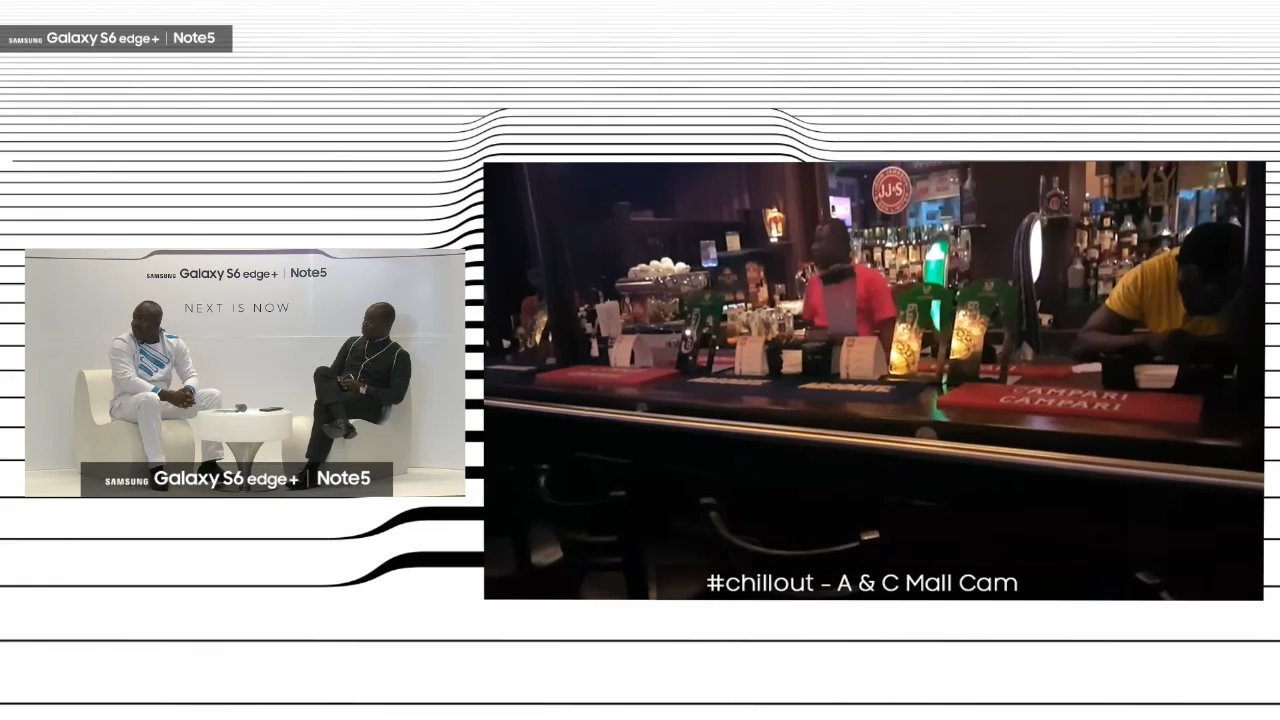 SAMSUNG Galaxy S6 edge+ | Note5
SAMSUNG Galaxy S6 edge+ | Note5
NEXT IS NOW
SAMSUNG Galaxy S6 edge+ | Note5
JJ&S
CAMPARI
CAMPARI
#chillout - A & C Mall Cam